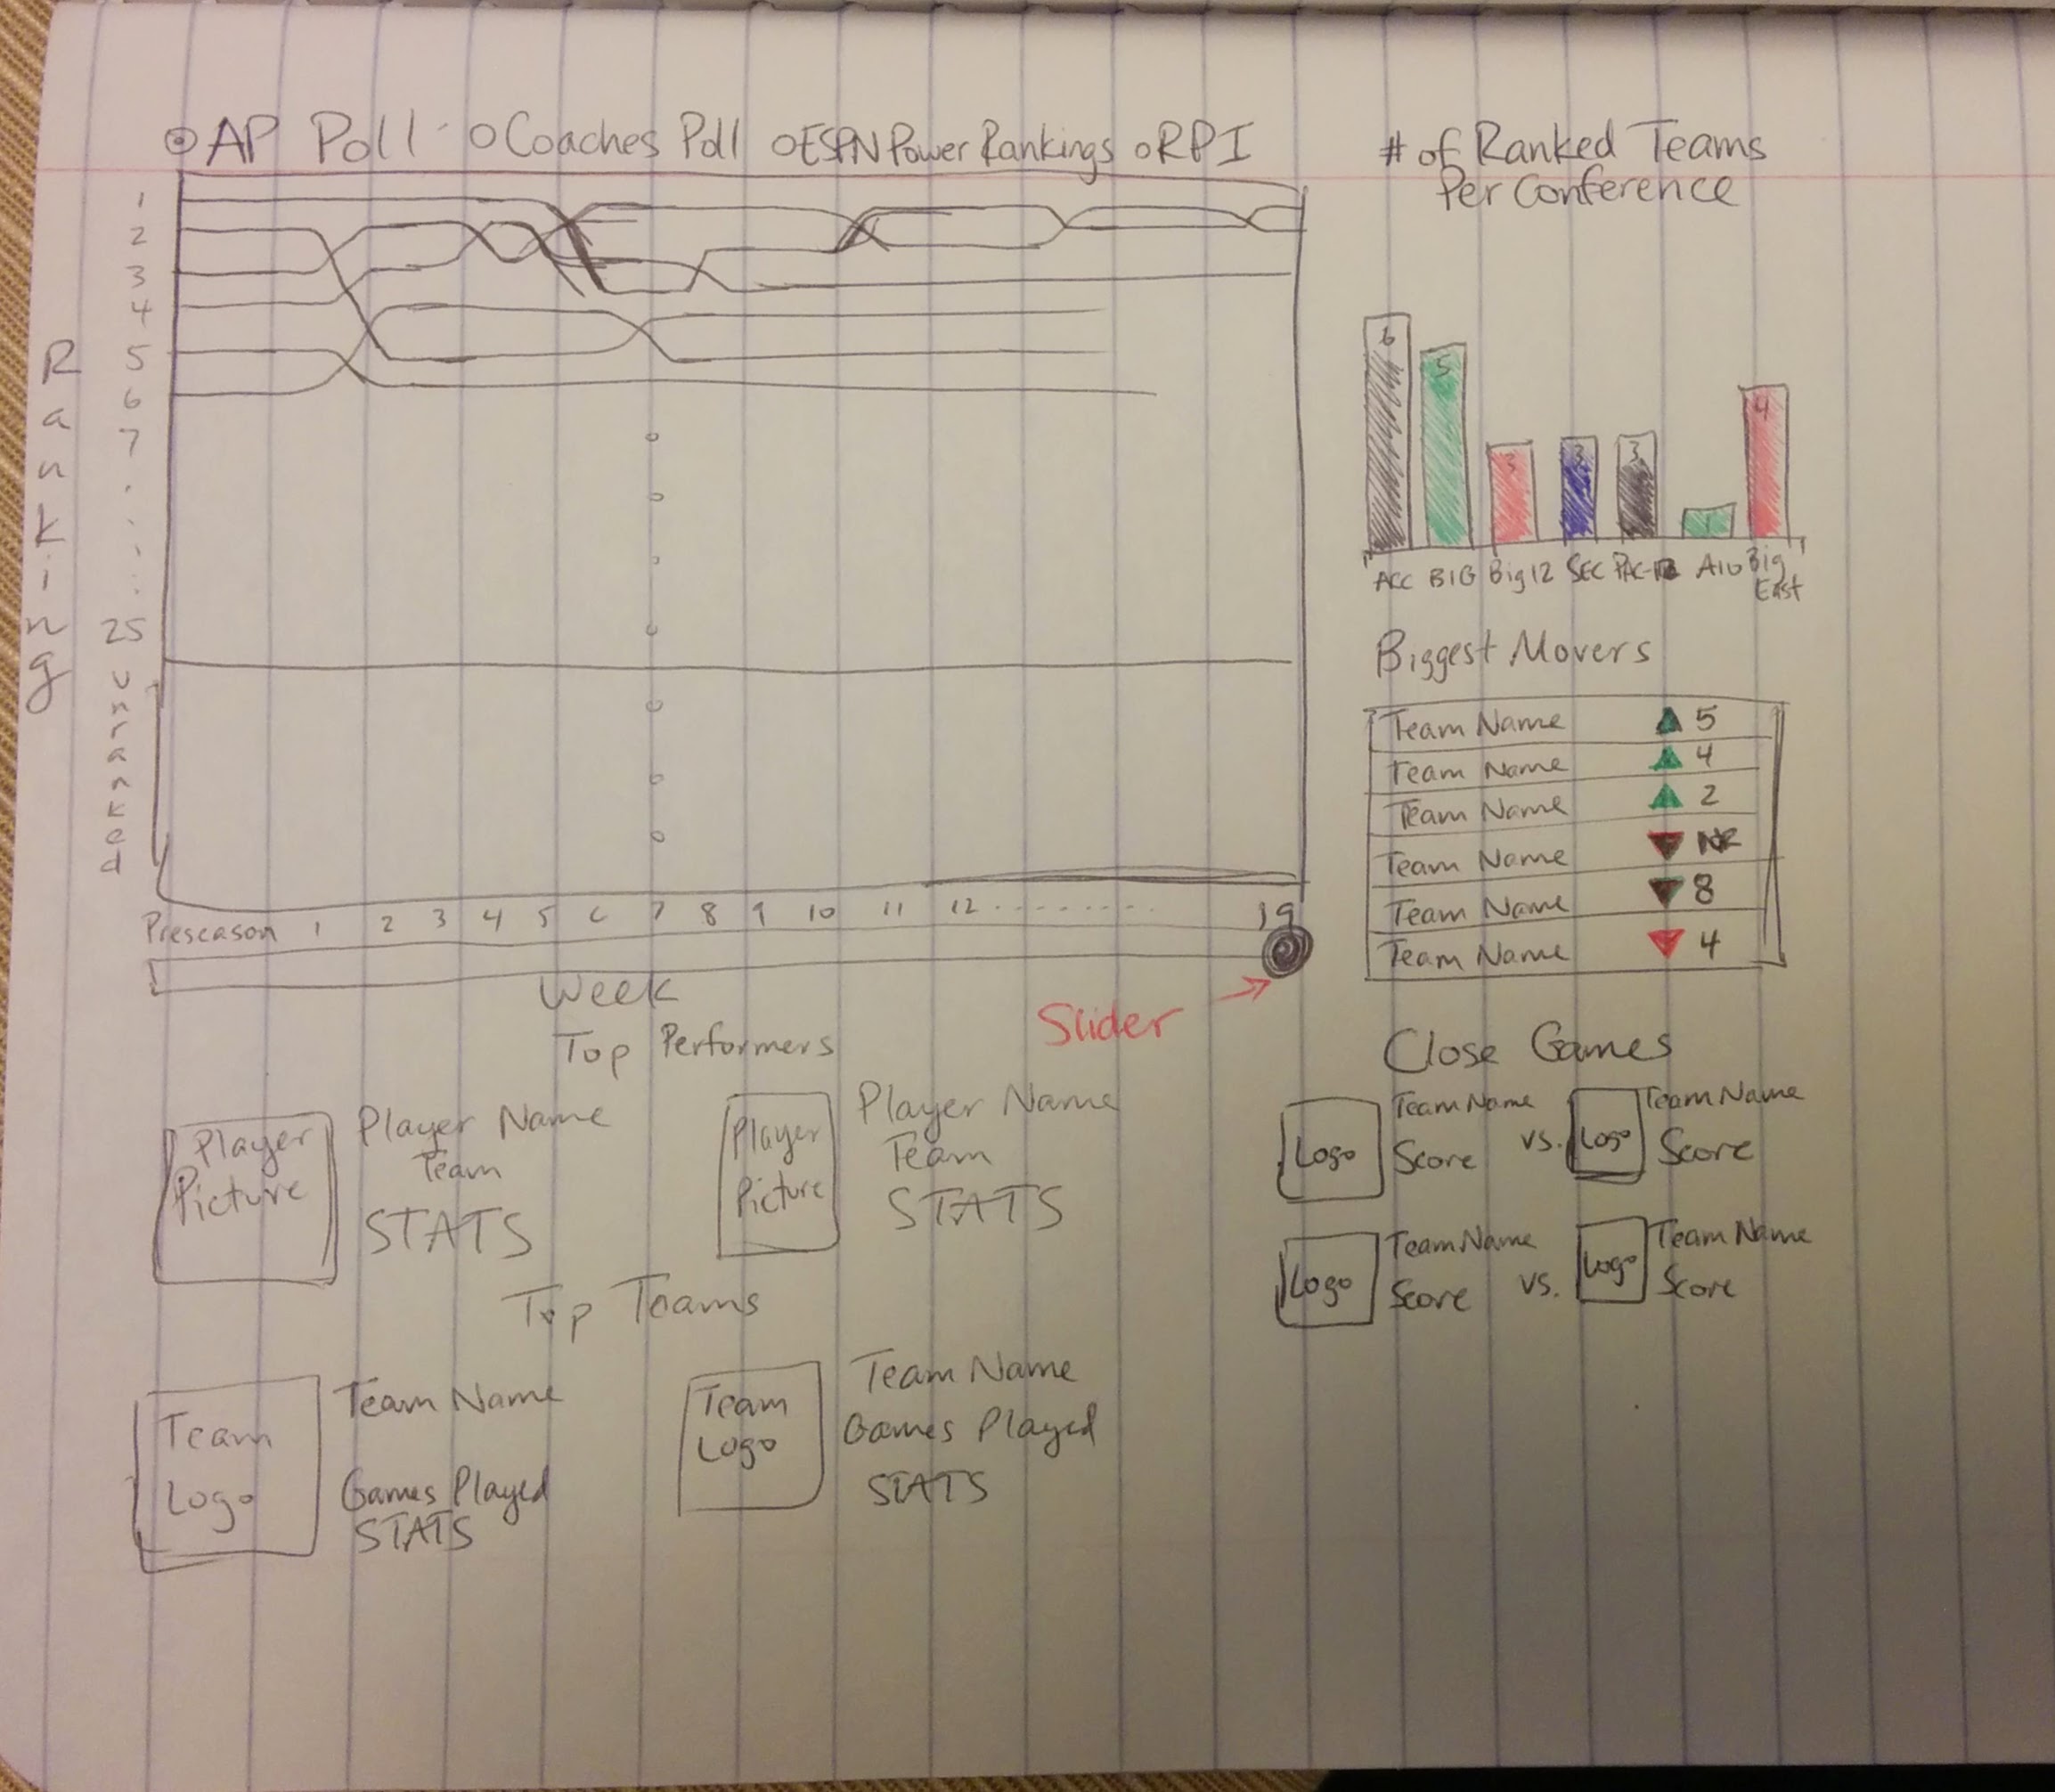 AP Poll Coaches Poll ESPN Power Rankings RPI
Ranking
1
2
3
4
5
6
7
25
Unranked
Preseason 1 2 3 4 5 6 7 8 9 10 11 12 ........ 19
Week
Slider
# of Ranked Teams
Per Conference
6 5 3 3 3 1 4
ACC B1G Big 12 SEC PAC-12 A10 Big
East
Biggest Movers
Team Name 5
Team Name 4
Team Name 2
Team Name NR
Team Name 8
Team Name 4
Top Performers
Player
Picture
Player Name
Team
STATS
Player
Picture
Player Name
Team
STATS
Close Games
Logo
Team Name
Score
vs.
Logo
Team Name
Score
Logo
Team Name
Score
vs.
Logo
Team Name
Score
Top Teams
Team
Logo
Team Name
Games Played
STATS
Team
Logo
Team Name
Games Played
STATS